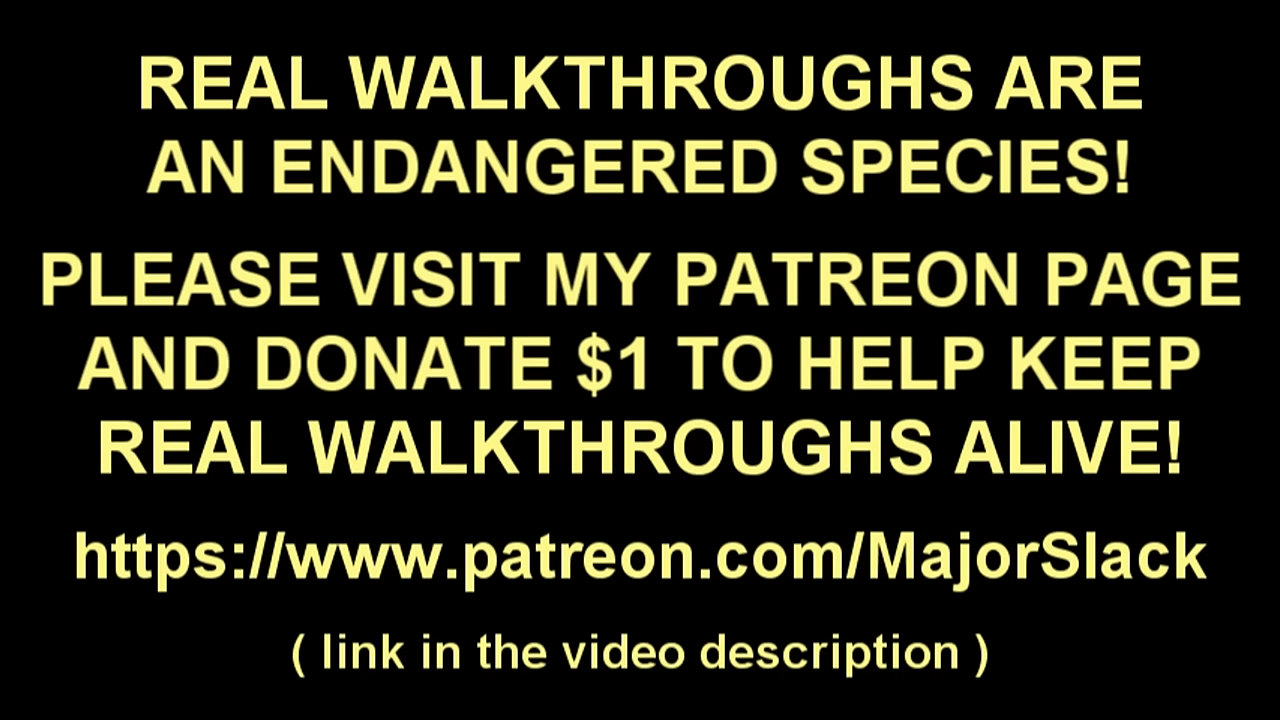 REAL WALKTHROUGHS ARE
AN ENDANGERED SPECIES!
PLEASE VISIT MY PATREON PAGE
AND DONATE $1 TO HELP KEEP
REAL WALKTHROUGHS ALIVE!
https://www.patreon.com/MajorSlack
( link in the video description )